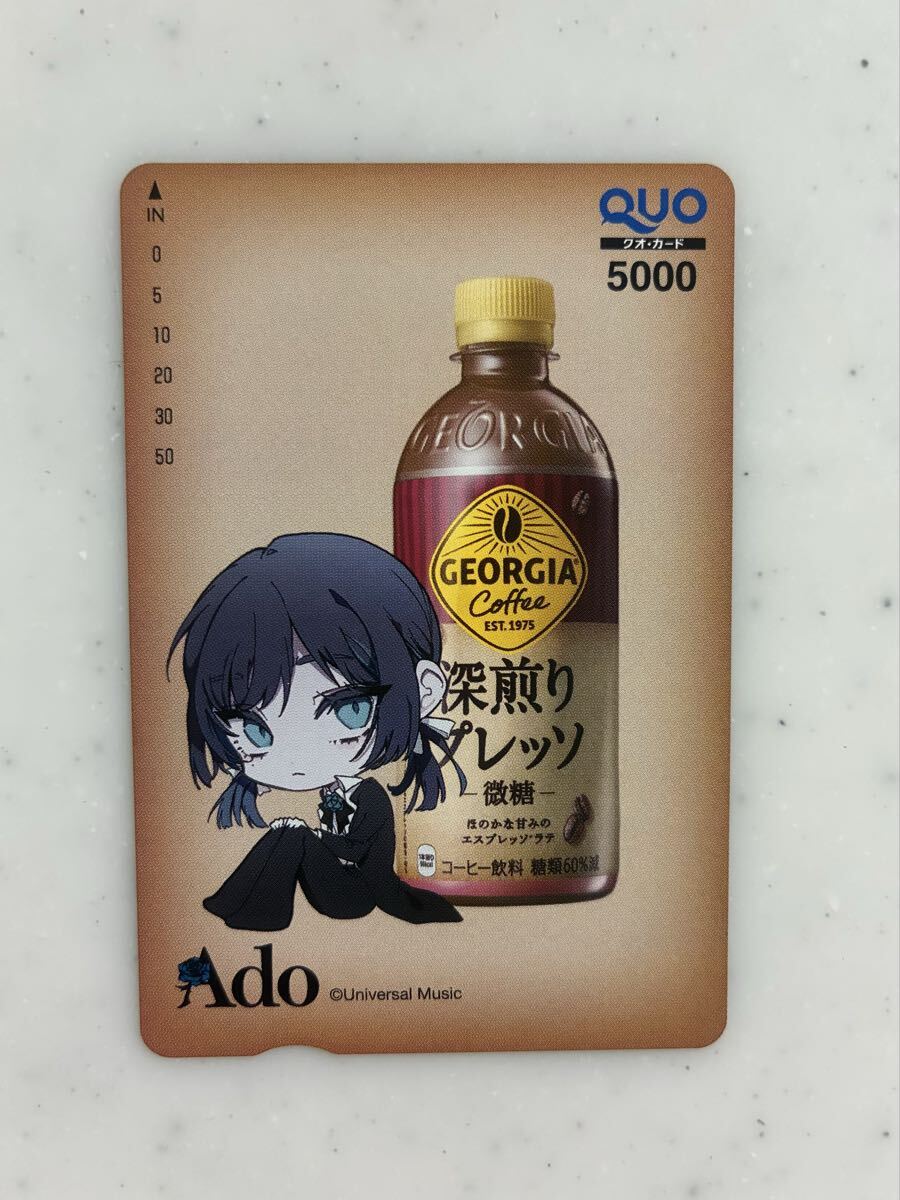 IN
0
5
10
20
30
50
QUO
クオ・カード
5000
GEORGIA
GEORGIA
Coffee
EST. 1975
深煎り
プレッソ
微糖
ほのかな甘みの
エスプレッソラテ
コーヒー飲料 糖類60%減
Ado
©Universal Music